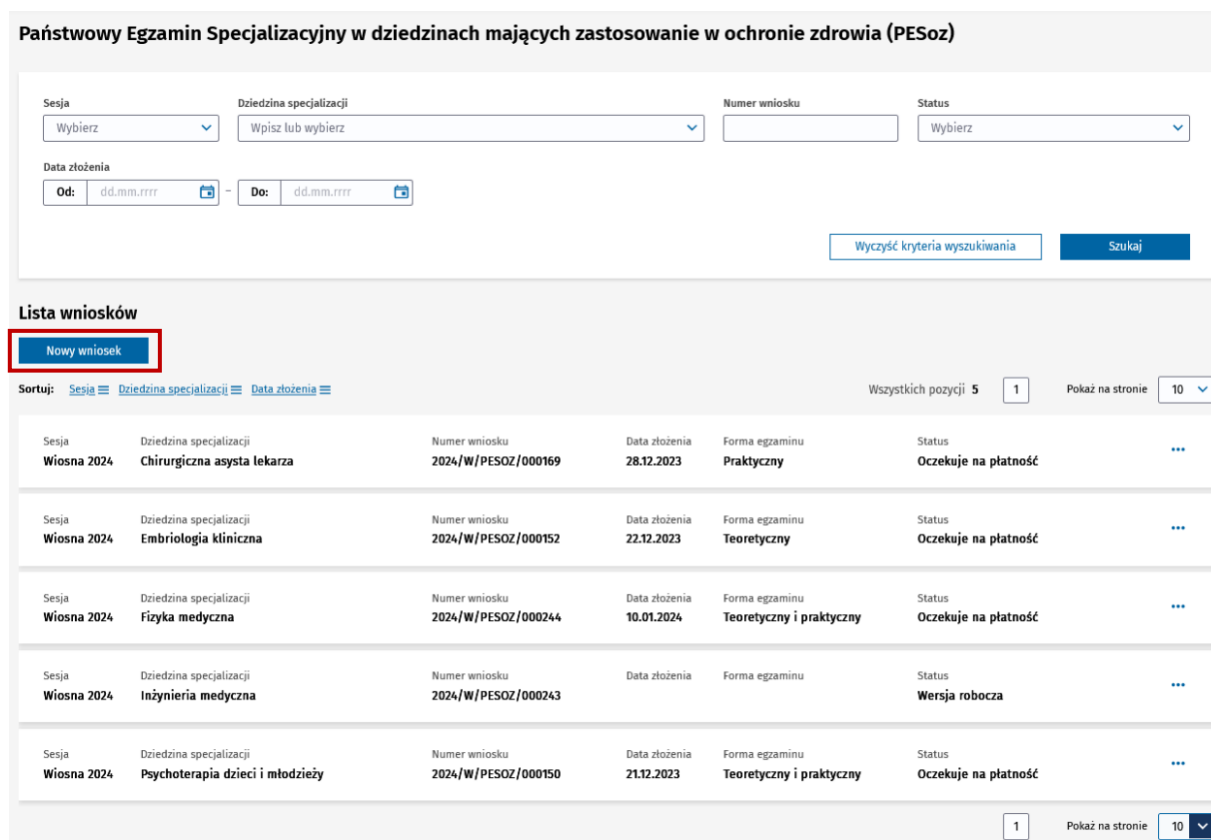 Państwowy Egzamin Specjalizacyjny w dziedzinach mających zastosowanie w ochronie zdrowia (PESoz)
Sesja Dziedzina specjalizacji Numer wniosku Status
Wybierz Wpisz lub wybierz Wybierz
Data złożenia
Od: dd.mm.rrrr – Do: dd.mm.rrrr
Wyczyść kryteria wyszukiwania Szukaj
Lista wniosków
Nowy wniosek
Sortuj: Sesja Dziedzina specjalizacji Data złożenia Wszystkich pozycji 5 1 Pokaż na stronie 10
Sesja Dziedzina specjalizacji Numer wniosku Data złożenia Forma egzaminu Status
Wiosna 2024 Chirurgiczna asysta lekarza 2024/W/PESOZ/000169 28.12.2023 Praktyczny Oczekuje na płatność
Sesja Dziedzina specjalizacji Numer wniosku Data złożenia Forma egzaminu Status
Wiosna 2024 Embriologia kliniczna 2024/W/PESOZ/000152 22.12.2023 Teoretyczny Oczekuje na płatność
Sesja Dziedzina specjalizacji Numer wniosku Data złożenia Forma egzaminu Status
Wiosna 2024 Fizyka medyczna 2024/W/PESOZ/000244 10.01.2024 Teoretyczny i praktyczny Oczekuje na płatność
Sesja Dziedzina specjalizacji Numer wniosku Data złożenia Forma egzaminu Status
Wiosna 2024 Inżynieria medyczna 2024/W/PESOZ/000243 Wersja robocza
Sesja Dziedzina specjalizacji Numer wniosku Data złożenia Forma egzaminu Status
Wiosna 2024 Psychoterapia dzieci i młodzieży 2024/W/PESOZ/000150 21.12.2023 Teoretyczny i praktyczny Oczekuje na płatność
1 Pokaż na stronie 10